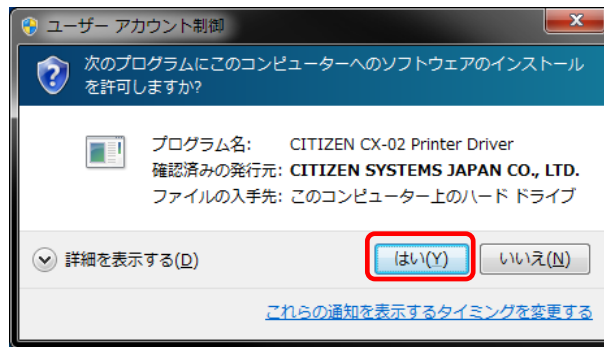 ユーザー アカウント制御
次のプログラムにこのコンピューターへのソフトウェアのインストール
を許可しますか?
プログラム名: CITIZEN CX-02 Printer Driver
確認済みの発行元: CITIZEN SYSTEMS JAPAN CO., LTD.
ファイルの入手先: このコンピューター上のハード ドライブ
詳細を表示する(D) はい(Y) いいえ(N)
これらの通知を表示するタイミングを変更する